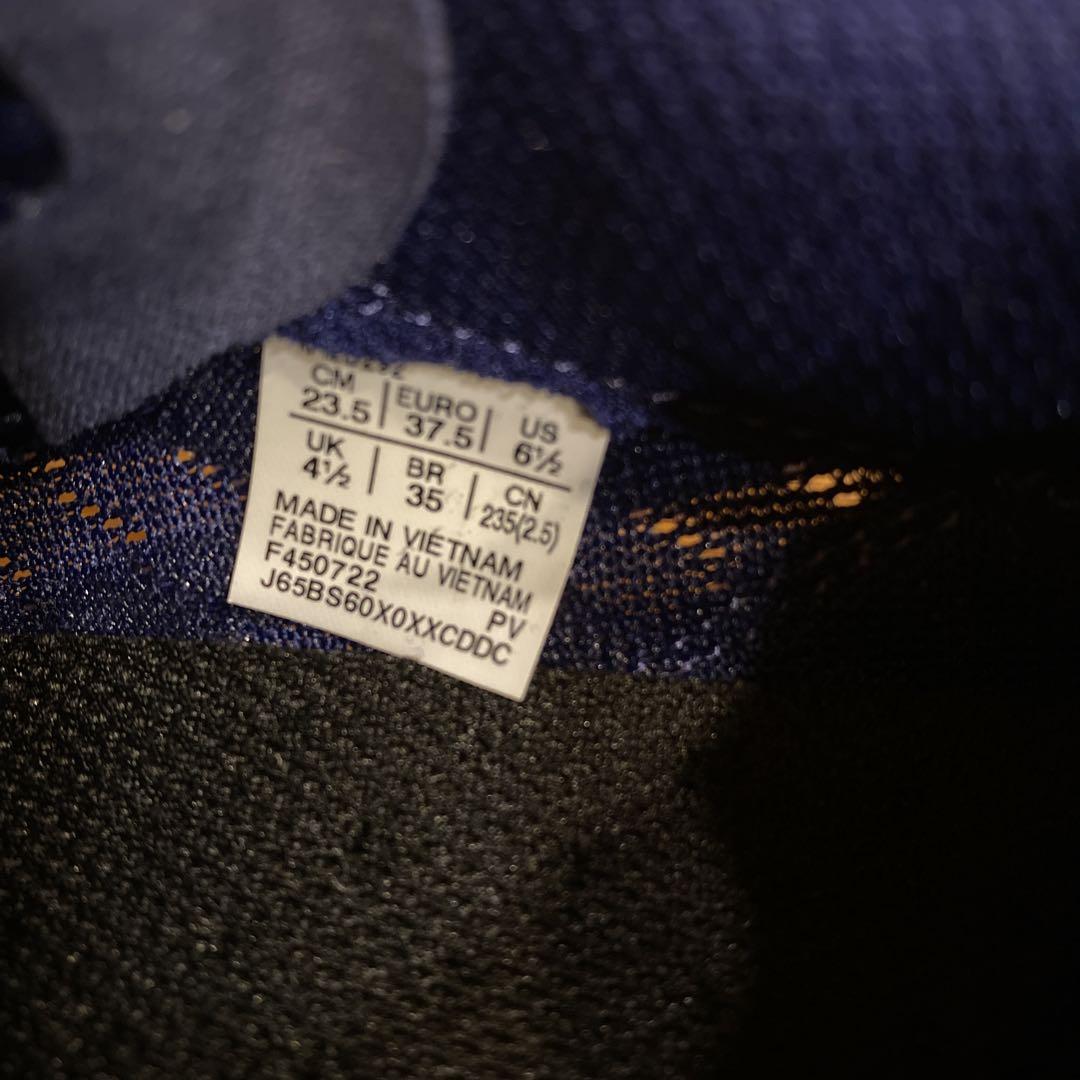 CM | EURO | US
23.5 | 37.5 | 6½
UK | BR | CN
4½ | 35 | 235(2.5)
MADE IN VIETNAM
FABRIQUE AU VIETNAM
F450722 PV
J65BS60X0XXCDDC